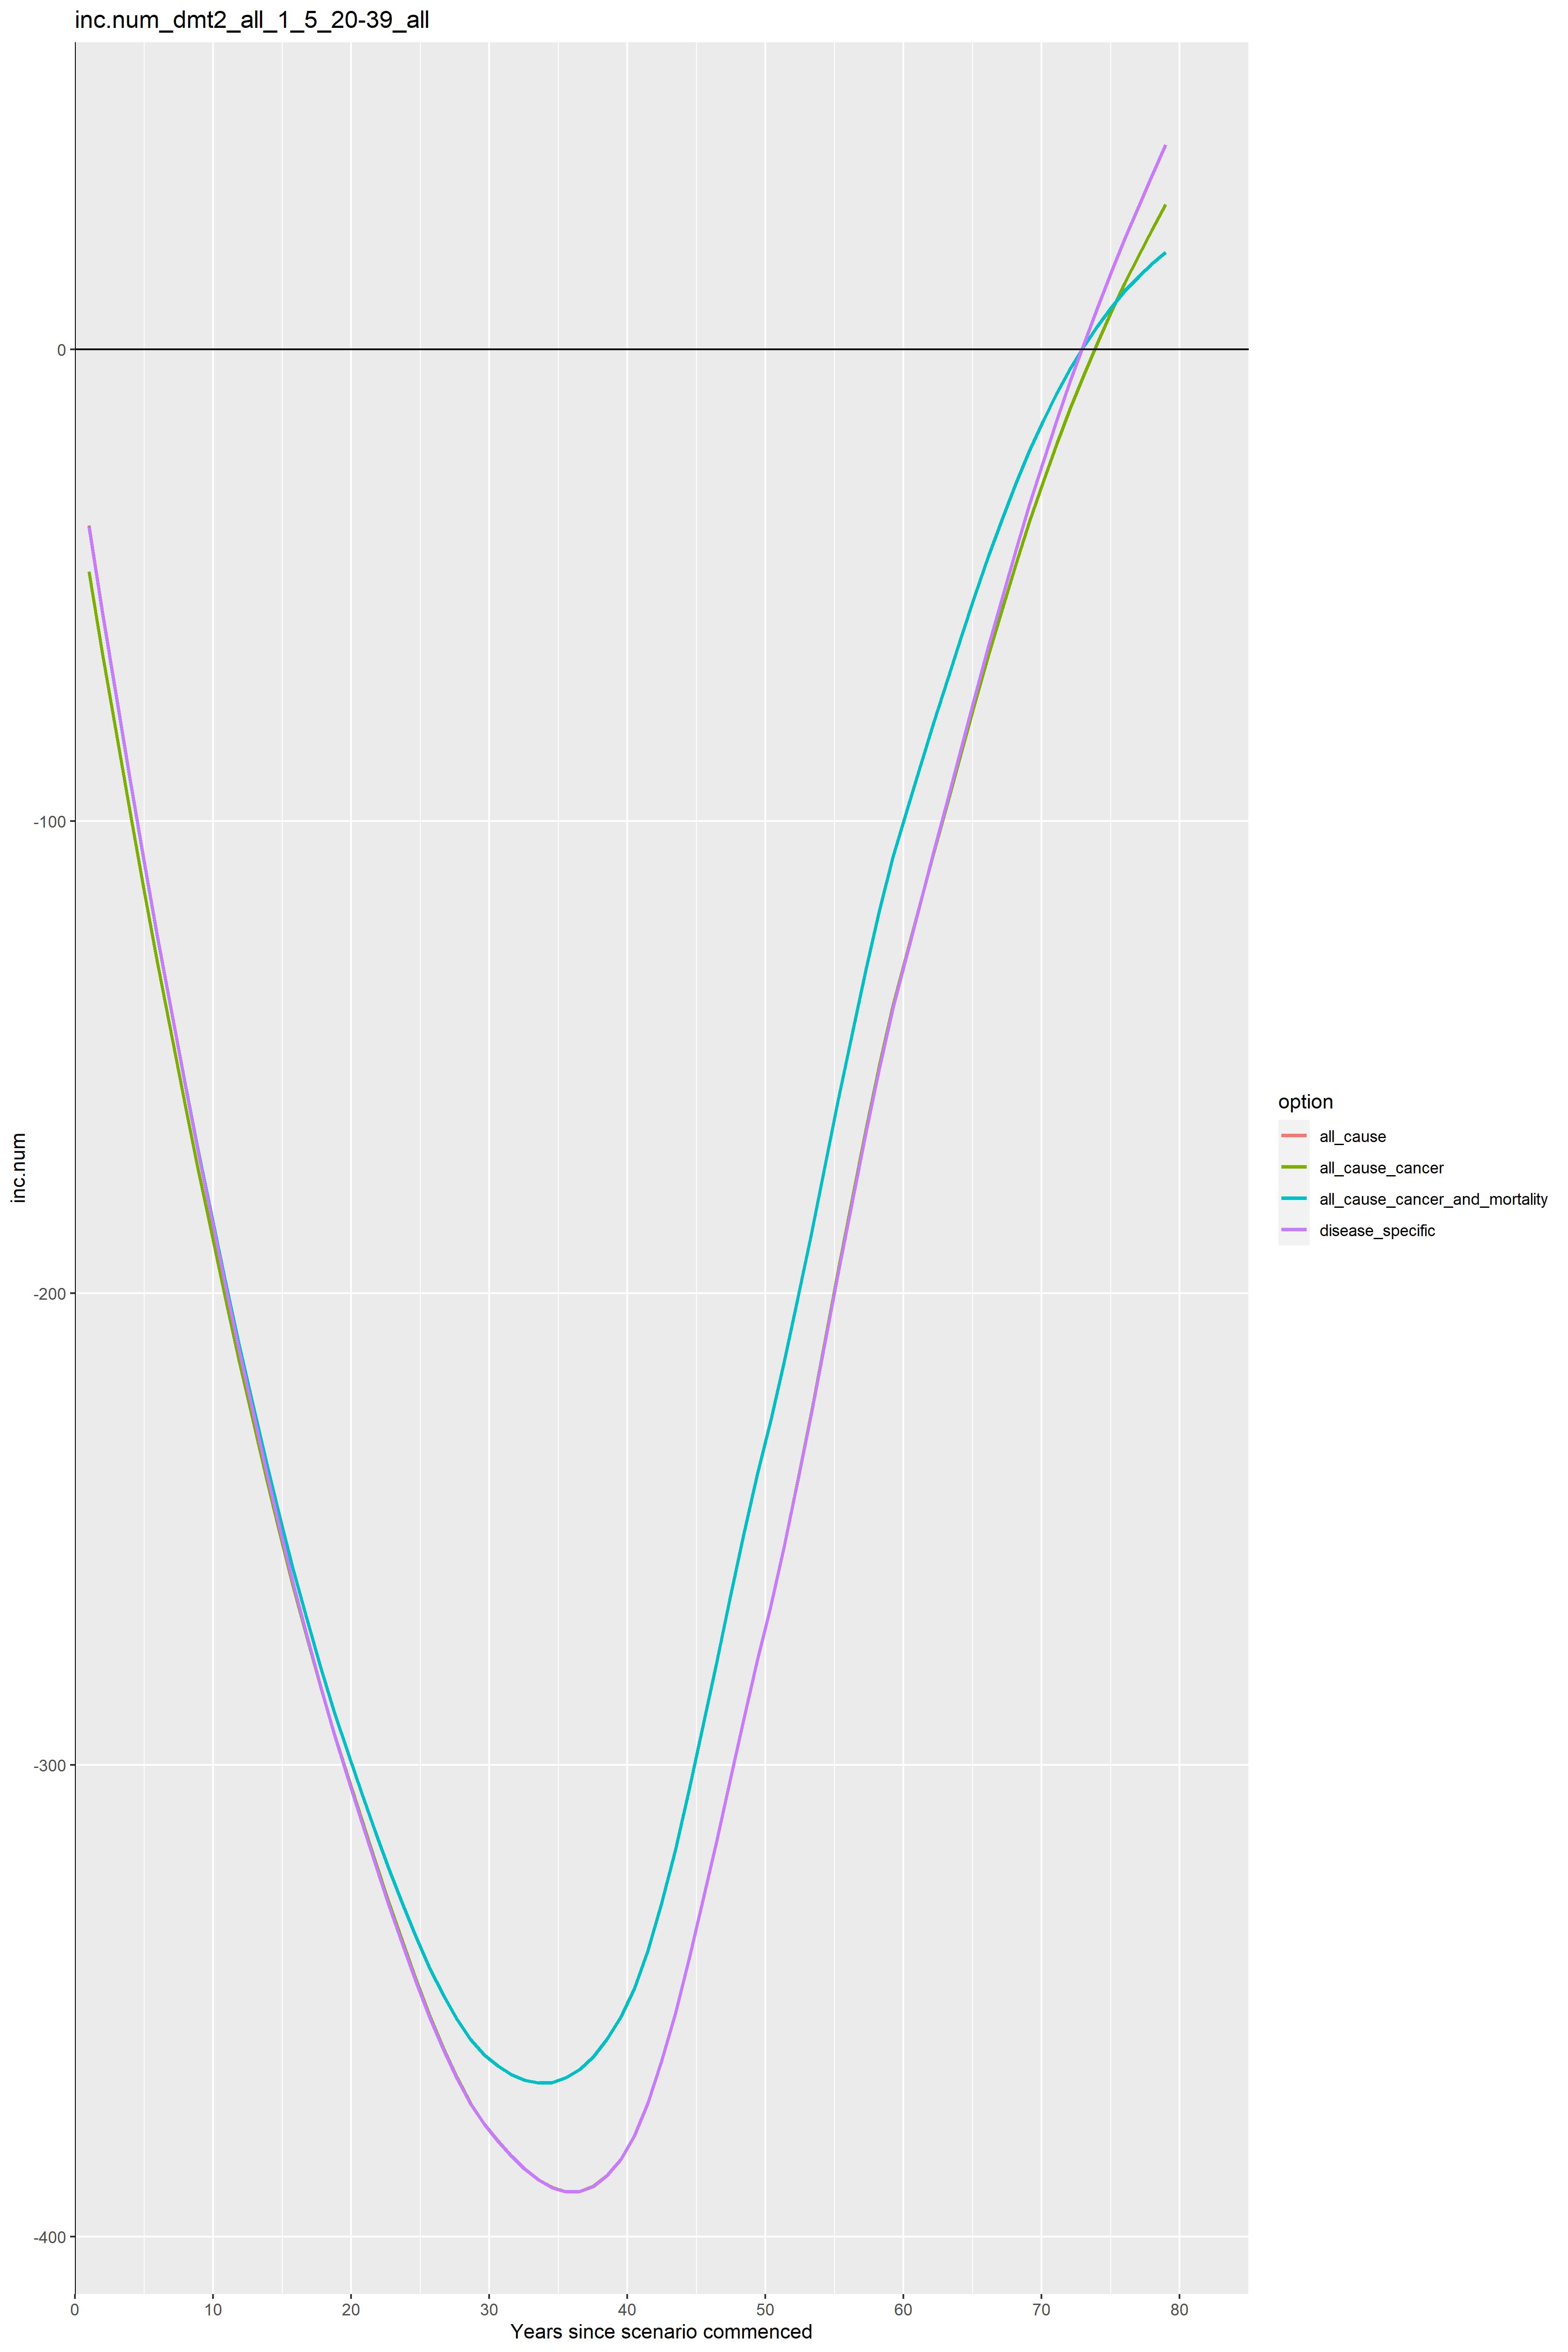 inc.num_dmt2_all_1_5_20-39_all
0
-100
-200
-300
-400
inc.num
0 10 20 30 40 50 60 70 80
Years since scenario commenced
option
all_cause
all_cause_cancer
all_cause_cancer_and_mortality
disease_specific